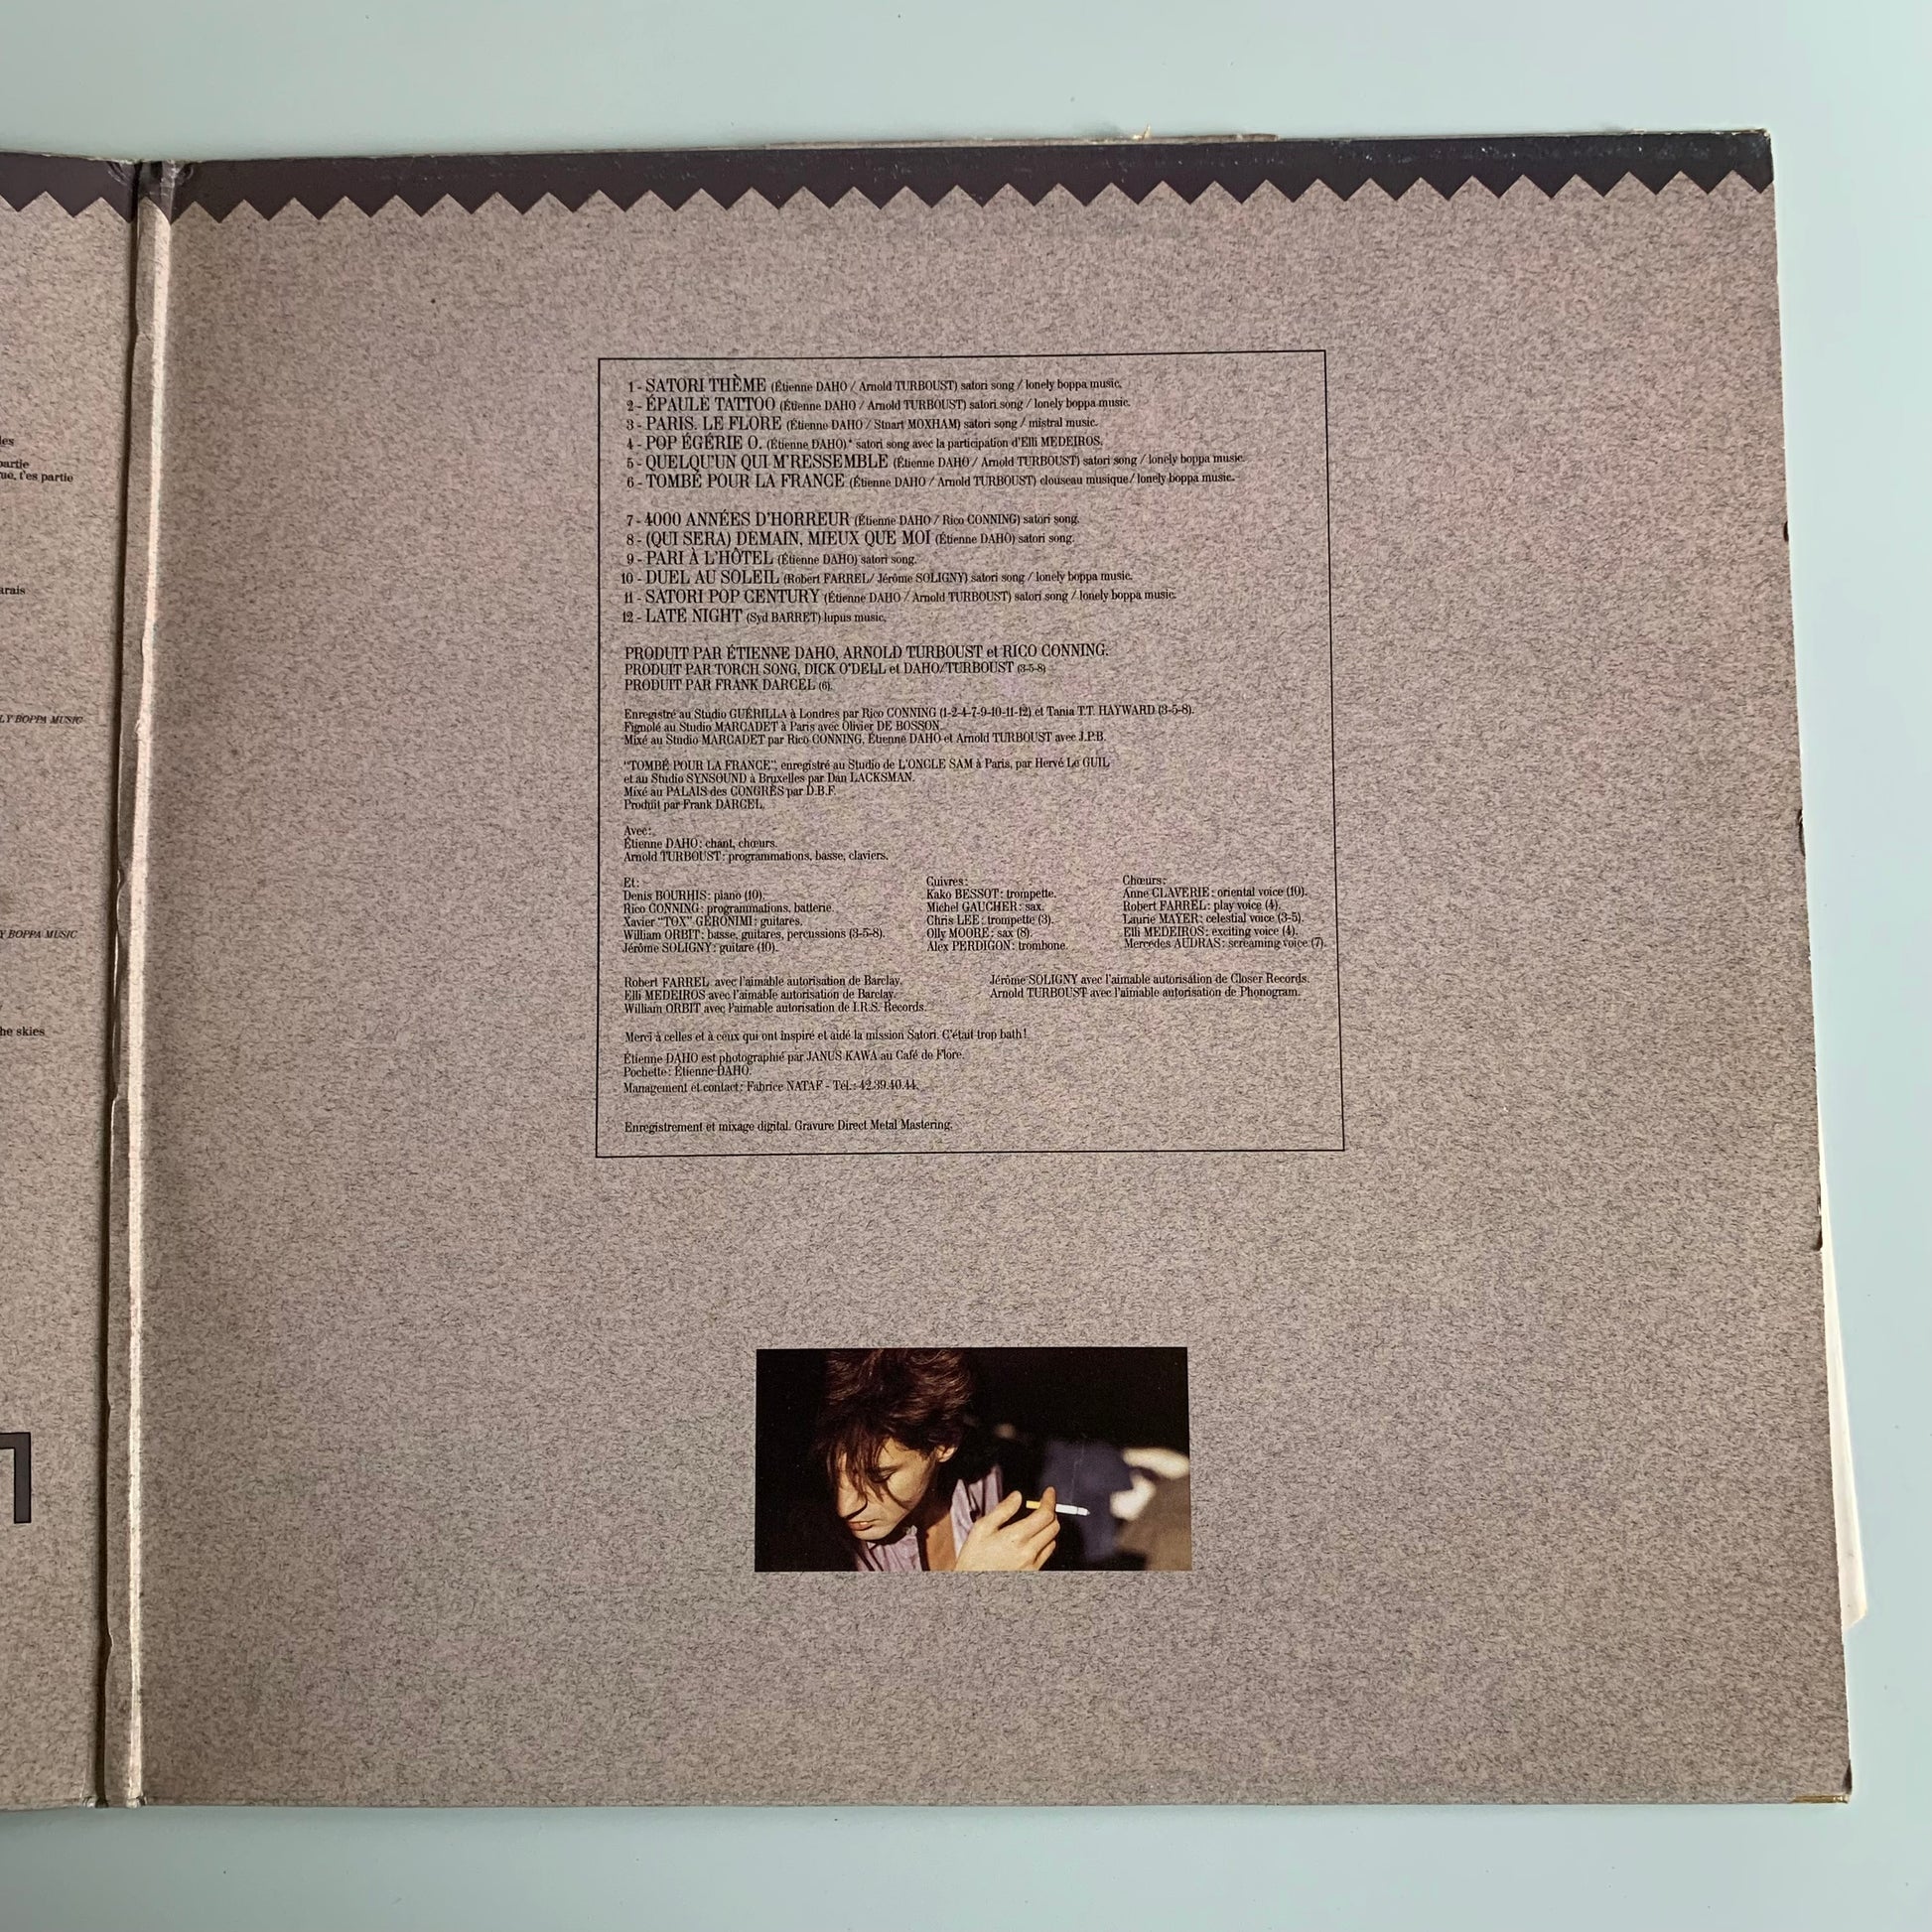 les
partie
ue, t'es partie
arais
LY BOPPA MUSIC
Y BOPPA MUSIC
he skies
1 - SATORI THÈME (Étienne DAHO / Arnold TURBOUST) satori song / lonely boppa music.
2 - ÉPAULE TATTOO (Étienne DAHO / Arnold TURBOUST) satori song / lonely boppa music.
3 - PARIS. LE FLORE (Étienne DAHO / Stuart MOXHAM) satori song / mistral music.
4 - POP ÉGÉRIE O. (Étienne DAHO)* satori song avec la participation d'Elli MEDEIROS.
5 - QUELQU'UN QUI M'RESSEMBLE (Étienne DAHO / Arnold TURBOUST) satori song / lonely boppa music.
6 - TOMBÉ POUR LA FRANCE (Étienne DAHO / Arnold TURBOUST) clouseau musique / lonely boppa music.
7 - 4000 ANNÉES D'HORREUR (Étienne DAHO / Rico CONNING) satori song.
8 - (QUI SERA) DEMAIN, MIEUX QUE MOI (Étienne DAHO) satori song.
9 - PARI À L'HÔTEL (Étienne DAHO) satori song.
10 - DUEL AU SOLEIL (Robert FARREL / Jérôme SOLIGNY) satori song / lonely boppa music.
11 - SATORI POP CENTURY (Étienne DAHO / Arnold TURBOUST) satori song / lonely boppa music.
12 - LATE NIGHT (Syd BARRET) lupus music.
PRODUIT PAR ÉTIENNE DAHO, ARNOLD TURBOUST et RICO CONNING.
PRODUIT PAR TORCH SONG, DICK O'DELL et DAHO/TURBOUST (3-5-8)
PRODUIT PAR FRANK DARCEL (6).
Enregistré au Studio GUÉRILLA à Londres par Rico CONNING (1-2-4-7-9-10-11-12) et Tania T.T. HAYWARD (3-5-8).
Fignolé au Studio MARCADET à Paris avec Olivier DE BOSSON.
Mixé au Studio MARCADET par Rico CONNING, Étienne DAHO et Arnold TURBOUST avec J.P.B.
"TOMBÉ POUR LA FRANCE", enregistré au Studio de L'ONCLE SAM à Paris, par Hervé Le GUIL
et au Studio SYNSOUND à Bruxelles par Dan LACKSMAN.
Mixé au PALAIS des CONGRÈS par D.B.F.
Produit par Frank DARCEL.
Avec:
Étienne DAHO: chant, chœurs.
Arnold TURBOUST: programmations, basse, claviers.
Et:
Denis BOURHIS: piano (10).
Rico CONNING: programmations, batterie.
Xavier "TOX" GÉRONIMI: guitares.
William ORBIT: basse, guitares, percussions (3-5-8).
Jérôme SOLIGNY: guitare (10).
Cuivres:
Kako BESSOT: trompette.
Michel GAUCHER: sax.
Chris LEE: trompette (3).
Olly MOORE: sax (8).
Alex PERDIGON: trombone.
Chœurs:
Anne CLAVERIE: oriental voice (10).
Robert FARREL: play voice (4).
Laurie MAYER: celestial voice (3-5).
Elli MEDEIROS: exciting voice (4).
Mercedes AUDRAS: screaming voice (7).
Robert FARREL avec l'aimable autorisation de Barclay.
Elli MEDEIROS avec l'aimable autorisation de Barclay.
William ORBIT avec l'aimable autorisation de I.R.S. Records.
Jérôme SOLIGNY avec l'aimable autorisation de Closer Records.
Arnold TURBOUST avec l'aimable autorisation de Phonogram.
Merci à celles et à ceux qui ont inspiré et aidé la mission Satori. C'était trop bath!
Étienne DAHO est photographié par JANUS KAWA au Café de Flore.
Pochette: Étienne DAHO.
Management et contact: Fabrice NATAF - Tél.: 42.39.40.44.
Enregistrement et mixage digital. Gravure Direct Metal Mastering.